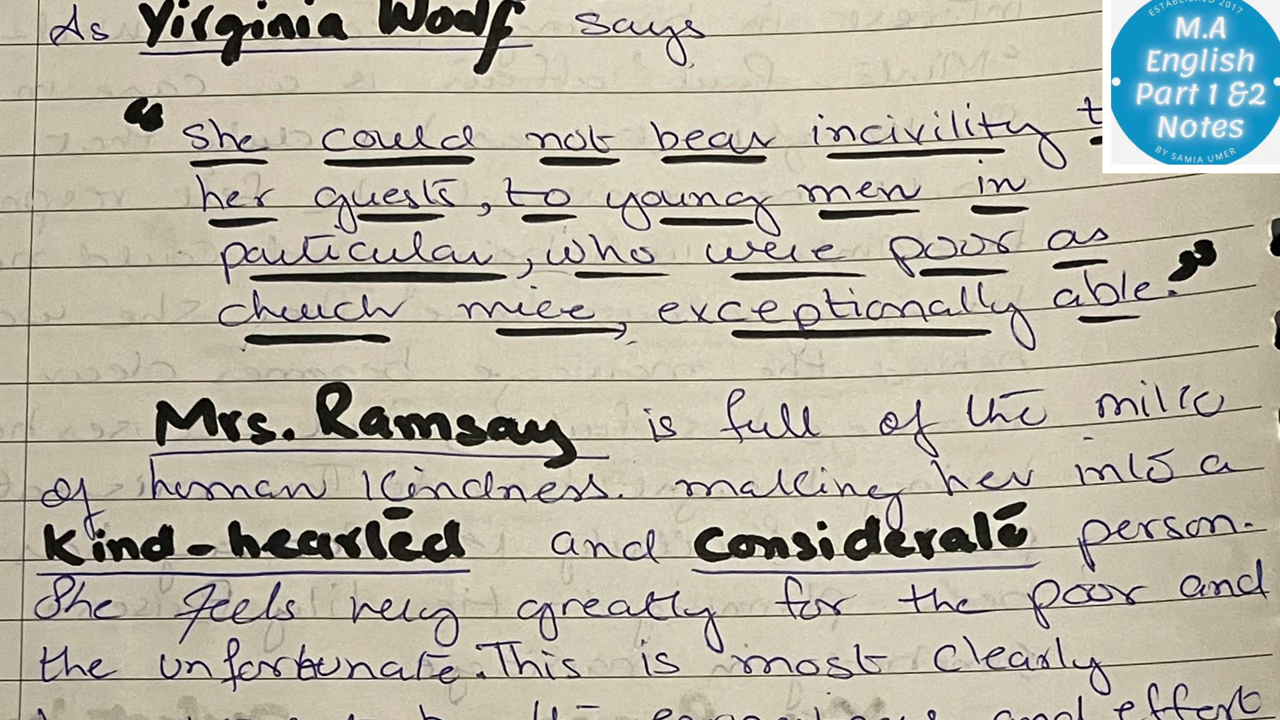 As Virginia Woolf says
"She could not bear incivility
her guests, to young men in
particular, who were poor as
church mice, exceptionally able."
Mrs. Ramsay is full of the milk
of human kindness. making her into a
Kind-hearted and Considerate person.
She feels very greatly for the poor and
the unfortunate. This is most clearly
and effort
ESTABLISHED 2017
M.A
English
Part 1 &2
Notes
BY SAMIA UMER